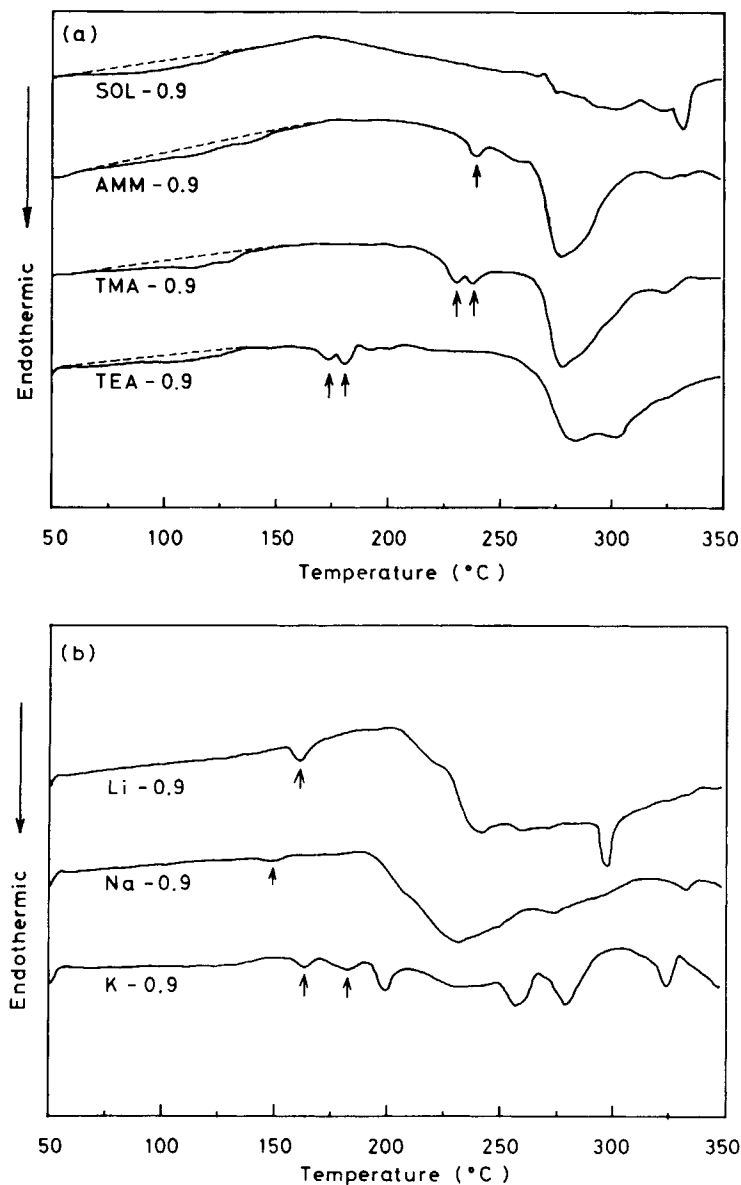 (a)
SOL - 0.9
AMM - 0.9
TMA - 0.9
TEA - 0.9
Endothermic
50 100 150 200 250 300 350
Temperature (°C)
(b)
Li - 0.9
Na - 0.9
K - 0.9
Endothermic
50 100 150 200 250 300 350
Temperature (°C)